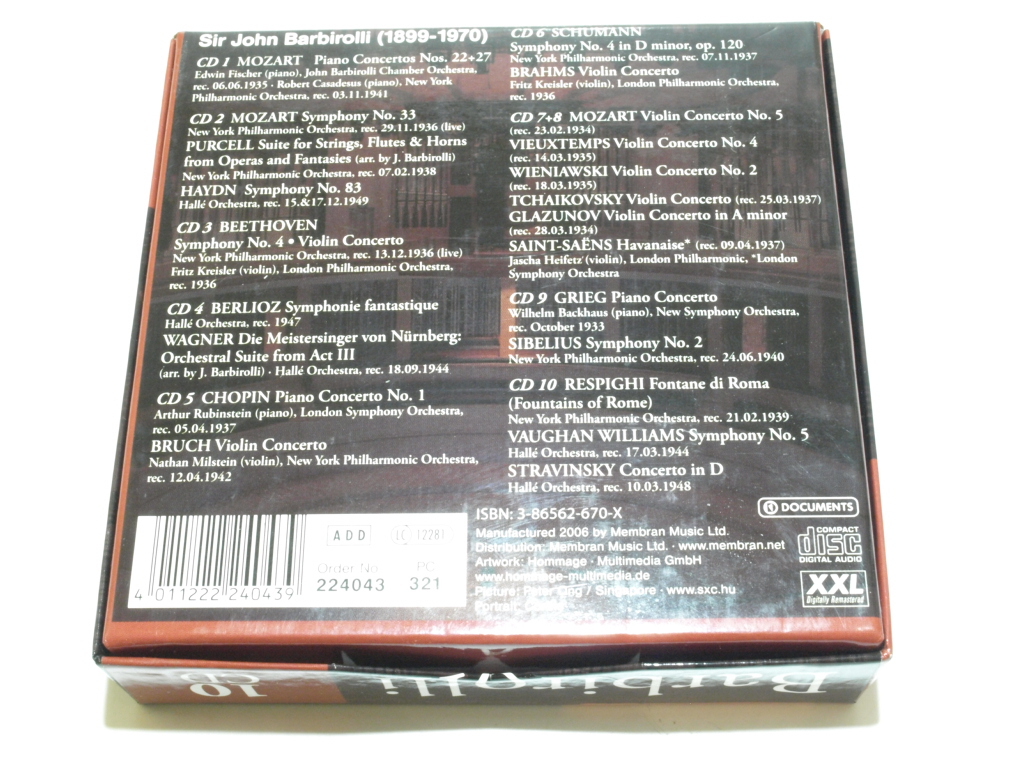 Sir John Barbirolli (1899-1970)
CD 1 MOZART Piano Concertos Nos. 22+27
Edwin Fischer (piano), John Barbirolli Chamber Orchestra,
rec. 06.06.1935 · Robert Casadesus (piano), New York
Philharmonic Orchestra, rec. 03.11.1941
CD 2 MOZART Symphony No. 33
New York Philharmonic Orchestra, rec. 29.11.1936 (live)
PURCELL Suite for Strings, Flutes & Horns
from Operas and Fantasies (arr. by J. Barbirolli)
New York Philharmonic Orchestra, rec. 07.02.1938
HAYDN Symphony No. 83
Hallé Orchestra, rec. 15.&17.12.1949
CD 3 BEETHOVEN
Symphony No. 4 • Violin Concerto
New York Philharmonic Orchestra, rec. 13.12.1936 (live)
Fritz Kreisler (violin), London Philharmonic Orchestra,
rec. 1936
CD 4 BERLIOZ Symphonie fantastique
Hallé Orchestra, rec. 1947
WAGNER Die Meistersinger von Nürnberg:
Orchestral Suite from Act III
(arr. by J. Barbirolli) · Hallé Orchestra, rec. 18.09.1944
CD 5 CHOPIN Piano Concerto No. 1
Arthur Rubinstein (piano), London Symphony Orchestra,
rec. 05.04.1937
BRUCH Violin Concerto
Nathan Milstein (violin), New York Philharmonic Orchestra,
rec. 12.04.1942
CD 6 SCHUMANN
Symphony No. 4 in D minor, op. 120
New York Philharmonic Orchestra, rec. 07.11.1937
BRAHMS Violin Concerto
Fritz Kreisler (violin), London Philharmonic Orchestra,
rec. 1936
CD 7+8 MOZART Violin Concerto No. 5
(rec. 23.02.1934)
VIEUXTEMPS Violin Concerto No. 4
(rec. 14.03.1935)
WIENIAWSKI Violin Concerto No. 2
(rec. 18.03.1935)
TCHAIKOVSKY Violin Concerto (rec. 25.03.1937)
GLAZUNOV Violin Concerto in A minor
(rec. 28.03.1934)
SAINT-SAËNS Havanaise* (rec. 09.04.1937)
Jascha Heifetz (violin), London Philharmonic, *London
Symphony Orchestra
CD 9 GRIEG Piano Concerto
Wilhelm Backhaus (piano), New Symphony Orchestra,
rec. October 1933
SIBELIUS Symphony No. 2
New York Philharmonic Orchestra, rec. 24.06.1940
CD 10 RESPIGHI Fontane di Roma
(Fountains of Rome)
New York Philharmonic Orchestra, rec. 21.02.1939
VAUGHAN WILLIAMS Symphony No. 5
Hallé Orchestra, rec. 17.03.1944
STRAVINSKY Concerto in D
Hallé Orchestra, rec. 10.03.1948
DOCUMENTS
ISBN: 3-86562-670-X
Manufactured 2006 by Membran Music Ltd.
Distribution: Membran Music Ltd. · www.membran.net
Artwork: Hommage · Multimedia GmbH
www.hommage-multimedia.de
Picture: Peter Ong / Singapore · www.sxc.hu
Portrait:
COMPACT
disc
DIGITAL AUDIO
XXL
Digitally Remastered
ADD
LC 12281
Order No. PC
224043 321
4 011222 240439
10 CD
Barbirolli